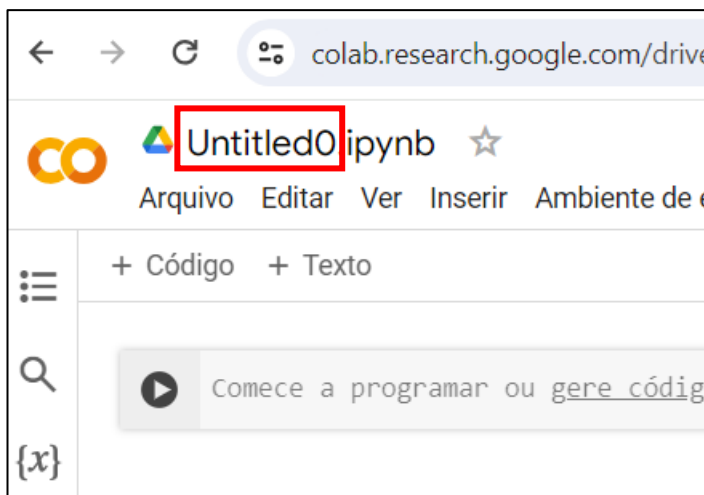 colab.research.google.com/drive
Untitled0.ipynb
Arquivo Editar Ver Inserir Ambiente de e
+ Código + Texto
Comece a programar ou gere códig
{x}